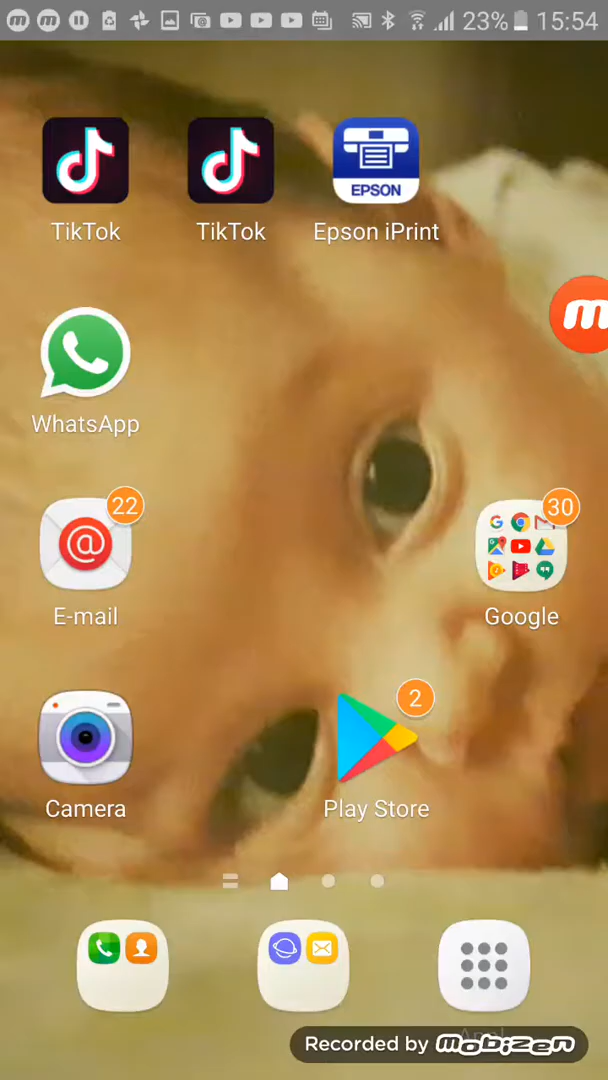 23% 15:54
TikTok TikTok Epson iPrint
EPSON
WhatsApp
22
30
E-mail Google
2
Camera Play Store
Recorded by mobizen